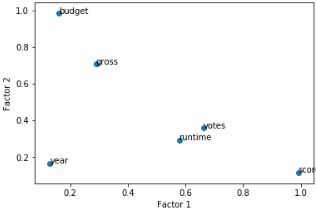 1.0
budget
0.8
gross
0.6
Factor 2
0.4
votes
runtime
0.2
year
score
0.2 0.4 0.6 0.8 1.0
Factor 1